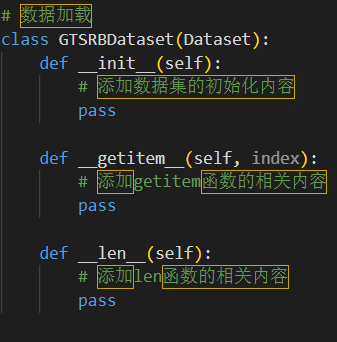 # 数据加载
class GTSRBDataset(Dataset):
def __init__(self):
# 添加数据集的初始化内容
pass
def __getitem__(self, index):
# 添加getitem函数的相关内容
pass
def __len__(self):
# 添加len函数的相关内容
pass